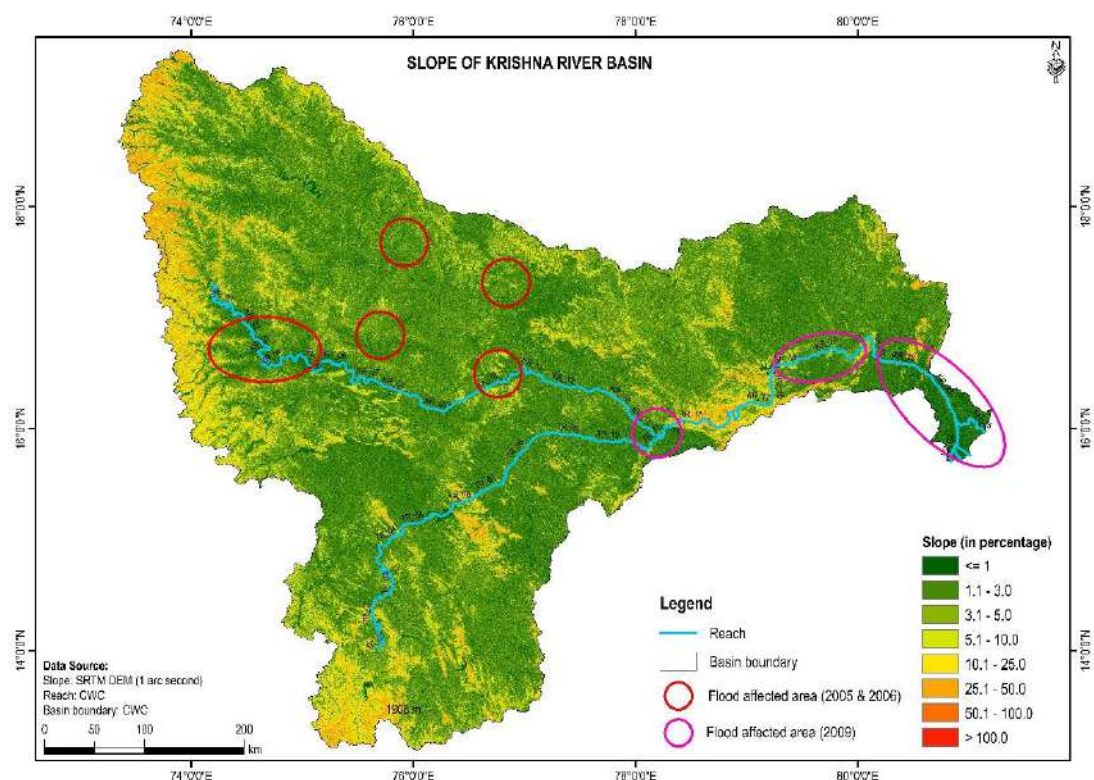 74°0'0"E 76°0'0"E 78°0'0"E 80°0'0"E
SLOPE OF KRISHNA RIVER BASIN
N
18°0'0"N 18°0'0"N
16°0'0"N 16°0'0"N
14°0'0"N 14°0'0"N
1908 m
Data Source:
Slope: SRTM DEM (1 arc second)
Reach: CWC
Basin boundary: CWC
0 50 100 200
km
Legend
Reach
Basin boundary
Flood affected area (2005 & 2006)
Flood affected area (2009)
Slope (in percentage)
<= 1
1.1 - 3.0
3.1 - 5.0
5.1 - 10.0
10.1 - 25.0
25.1 - 50.0
50.1 - 100.0
> 100.0
74°0'0"E 76°0'0"E 78°0'0"E 80°0'0"E